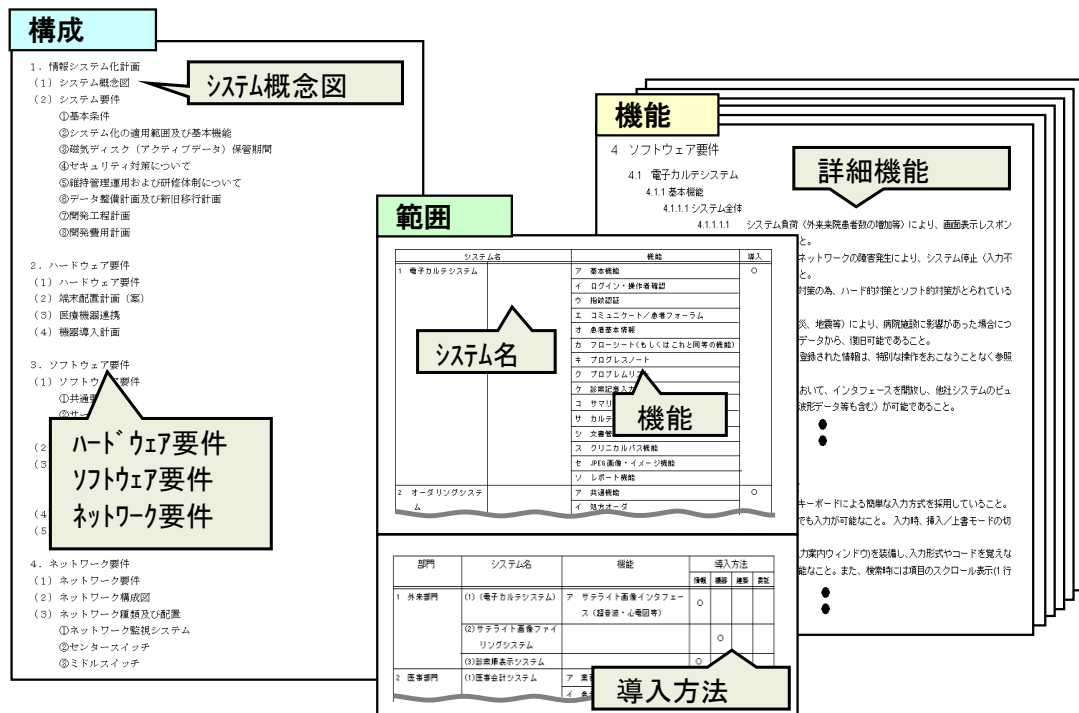 構成
1. 情報システム化計画
(1) システム概念図
(2) システム要件
①基本条件
②システム化の適用範囲及び基本機能
③磁気ディスク（アクティブデータ）保管期間
④セキュリティ対策について
⑤維持管理運用および研修体制について
⑥データ整備計画及び新旧移行計画
⑦開発工程計画
⑧開発費用計画
2. ハードウェア要件
(1) ハードウェア要件
(2) 端末配置計画（案）
(3) 医療機器連携
(4) 機器導入計画
3. ソフトウェア要件
(1) ソフトウェア要件
①共通
(2
(3
(4
(5
4. ネットワーク要件
(1) ネットワーク要件
(2) ネットワーク構成図
(3) ネットワーク種類及び配置
①ネットワーク監視システム
②センタースイッチ
③ミドルスイッチ
システム概念図
ハードウェア要件
ソフトウェア要件
ネットワーク要件
範囲
システム名 機能 導入
1 電子カルテシステム ア 基本機能 ○
イ ログイン・操作者確認
ウ 指紋認証
エ コミュニケート／患者フォーラム
オ 患者基本情報
カ フローシート(もしくはこれと同等の機能)
キ プログレスノート
ク プロブレムリス
ケ 診察記事入力
コ サマリ
サ カルテ
シ 文書管
ス クリニカルパス機能
セ JPEG画像・イメージ機能
ソ レポート機能
2 オーダリングシステム ア 共通機能 ○
イ 処方オーダ
システム名
機能
部門 システム名 機能 導入方法
情報 機器 建築 委託
1 外来部門 (1)（電子カルテシステム） ア サテライト画像インタフェース（超音波・心電図等） ○
(2)サテライト画像ファイリングシステム ○
(3)診察順表示システム ○
2 医事部門 (1)医事会計システム ア
イ
導入方法
機能
4 ソフトウェア要件
4.1 電子カルテシステム
4.1.1 基本機能
4.1.1.1 システム全体
4.1.1.1.1 システム負荷（外来来院患者数の増加等）により、画面表示レスポン
と。
ネットワークの障害発生により、システム停止（入力不
と。
対策の為、ハード的対策とソフト的対策がとられている
災、地震等）により、病院施設に影響があった場合につ
データから、復旧可能であること。
登録された情報は、特別な操作をおこなうことなく参照
おいて、インタフェースを開放し、他社システムのビュ
波形データ等も含む）が可能であること。
キーボードによる簡単な入力方式を採用していること。
でも入力が可能なこと。入力時、挿入／上書モードの切
力案内ウィンドウ)を装備し、入力形式やコードを覚えな
能なこと。また、検索時には項目のスクロール表示(1行
詳細機能